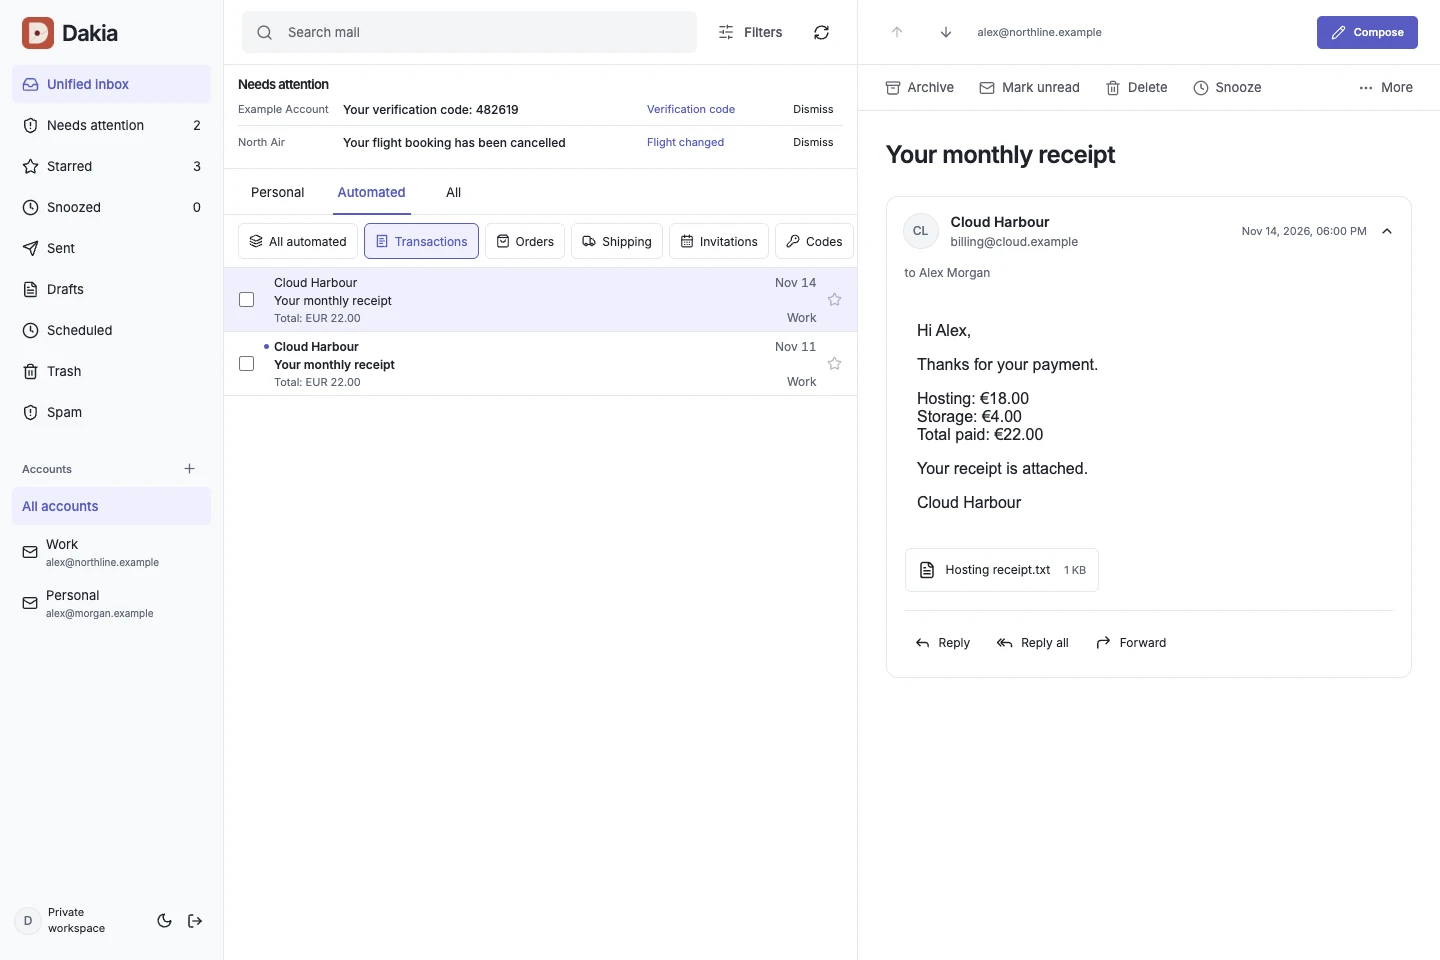 Dakia
Unified inbox
Needs attention 2
Starred 3
Snoozed 0
Sent
Drafts
Scheduled
Trash
Spam
Accounts
All accounts
Work
alex@northline.example
Personal
alex@morgan.example
D
Private
workspace
Search mail
Filters
Needs attention
Example Account Your verification code: 482619 Verification code Dismiss
North Air Your flight booking has been cancelled Flight changed Dismiss
Personal Automated All
All automated Transactions Orders Shipping Invitations Codes
Cloud Harbour Nov 14
Your monthly receipt
Total: EUR 22.00 Work
Cloud Harbour Nov 11
Your monthly receipt
Total: EUR 22.00 Work
alex@northline.example
Compose
Archive Mark unread Delete Snooze More
Your monthly receipt
CL
Cloud Harbour
billing@cloud.example
Nov 14, 2026, 06:00 PM
to Alex Morgan
Hi Alex,
Thanks for your payment.
Hosting: €18.00
Storage: €4.00
Total paid: €22.00
Your receipt is attached.
Cloud Harbour
Hosting receipt.txt 1 KB
Reply Reply all Forward